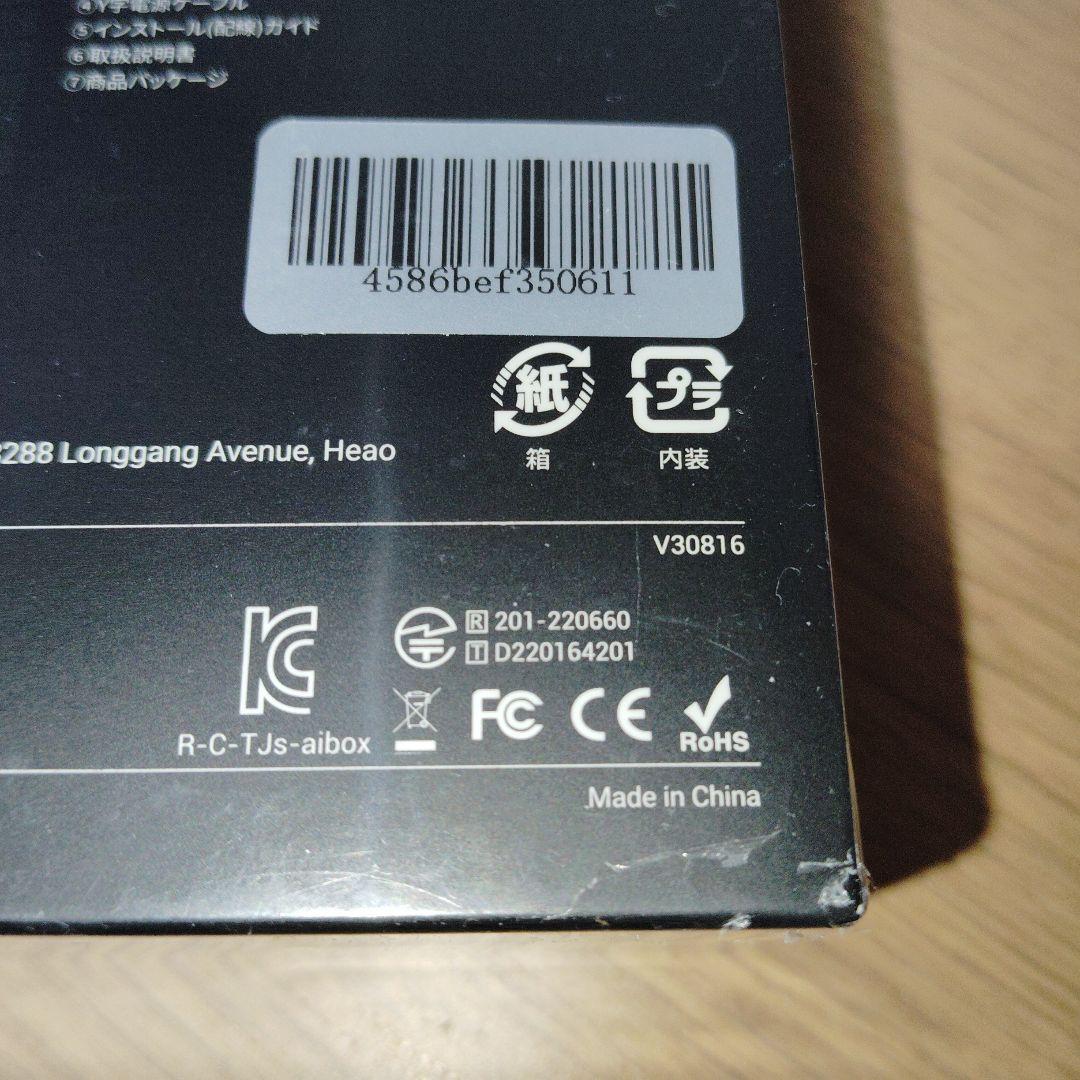 ④Y字電源ケーブル
⑤インストール(配線)ガイド
⑥取扱説明書
⑦商品パッケージ
4586bef350611
紙
プラ
箱
内装
8288 Longgang Avenue, Heao
V30816
R 201-220660
T D220164201
R-C-TJs-aibox
FC
CE
RoHS
Made in China